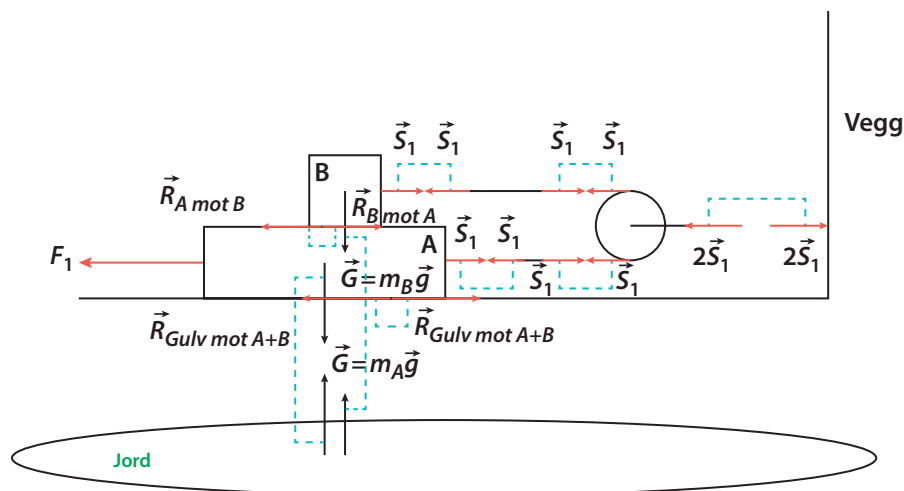 Vegg
S⃗₁ S⃗₁ S⃗₁ S⃗₁
B
R⃗A mot B
R⃗B mot A
A
F₁
S⃗₁ S⃗₁
2S⃗₁ 2S⃗₁
G⃗=mBg⃗
S⃗₁ S⃗₁
R⃗Gulv mot A+B
R⃗Gulv mot A+B
G⃗=mAg⃗
Jord